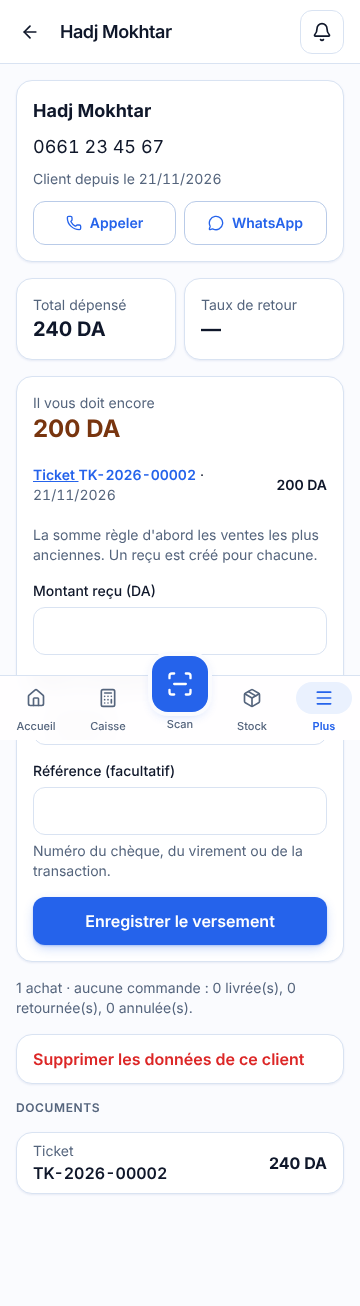 Hadj Mokhtar
Hadj Mokhtar
0661 23 45 67
Client depuis le 21/11/2026
Appeler
WhatsApp
Total dépensé
240 DA
Taux de retour
—
Il vous doit encore
200 DA
Ticket TK-2026-00002 ·
21/11/2026
200 DA
La somme règle d'abord les ventes les plus
anciennes. Un reçu est créé pour chacune.
Montant reçu (DA)
Accueil
Caisse
Scan
Stock
Plus
Référence (facultatif)
Numéro du chèque, du virement ou de la
transaction.
Enregistrer le versement
1 achat · aucune commande : 0 livrée(s), 0
retournée(s), 0 annulée(s).
Supprimer les données de ce client
DOCUMENTS
Ticket
TK-2026-00002
240 DA